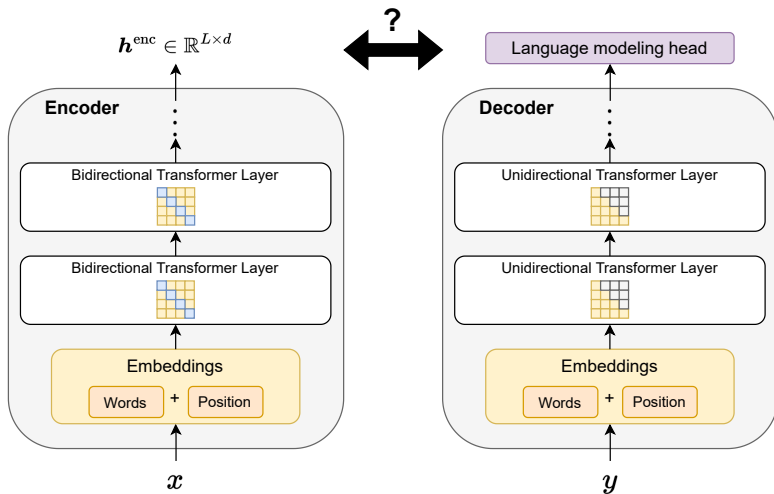 ?
h^enc ∈ ℝ^{L×d}
Language modeling head
Encoder
Bidirectional Transformer Layer
Bidirectional Transformer Layer
Embeddings
Words + Position
x
Decoder
Unidirectional Transformer Layer
Unidirectional Transformer Layer
Embeddings
Words + Position
y